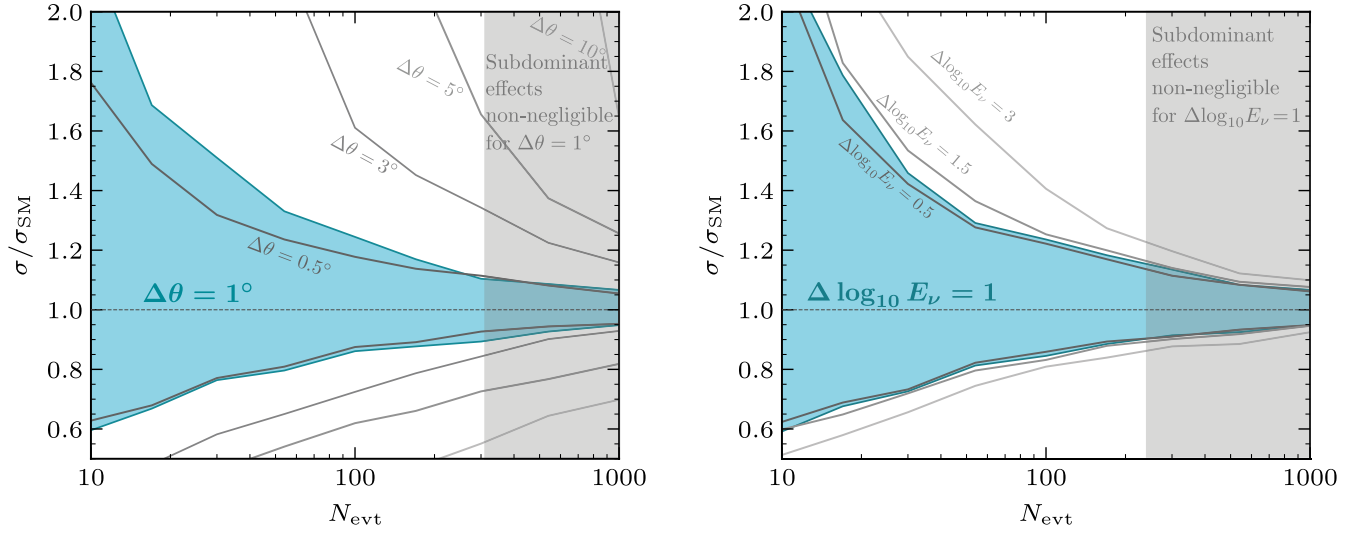 2.0
1.8
1.6
1.4
1.2
1.0
0.8
0.6
σ/σ_SM
10
100
1000
N_evt
Δθ = 0.5°
Δθ = 1°
Δθ = 3°
Δθ = 5°
Δθ = 10°
Subdominant
effects
non-negligible
for Δθ = 1°
2.0
1.8
1.6
1.4
1.2
1.0
0.8
0.6
σ/σ_SM
10
100
1000
N_evt
Δlog₁₀E_ν = 3
Δlog₁₀E_ν = 1.5
Δlog₁₀E_ν = 0.5
Δ log₁₀ E_ν = 1
Subdominant
effects
non-negligible
for Δlog₁₀E_ν = 1